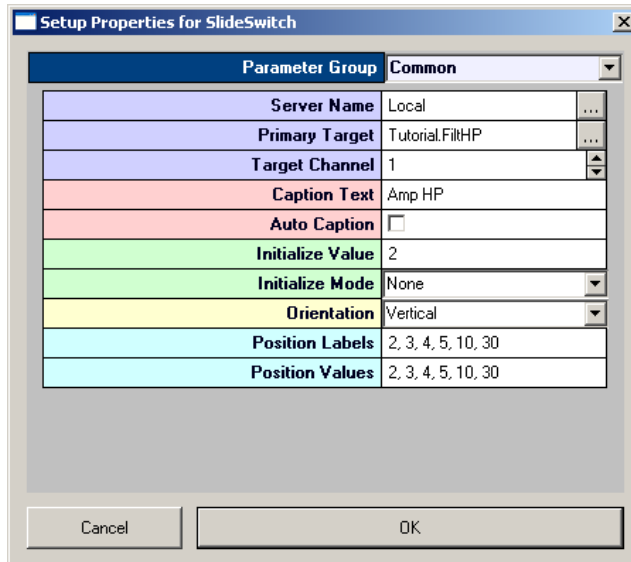 Setup Properties for SlideSwitch
Parameter Group Common
Server Name Local ...
Primary Target Tutorial.FiltHP ...
Target Channel 1
Caption Text Amp HP
Auto Caption
Initialize Value 2
Initialize Mode None
Orientation Vertical
Position Labels 2, 3, 4, 5, 10, 30
Position Values 2, 3, 4, 5, 10, 30
Cancel OK